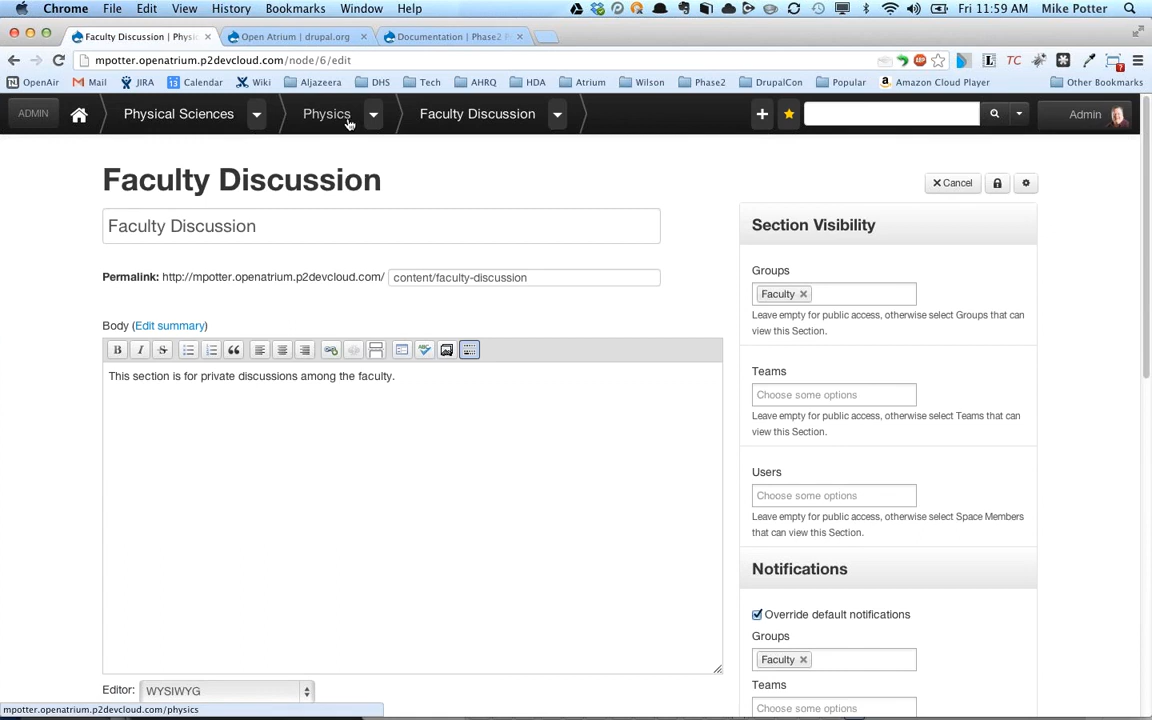 Chrome File Edit View History Bookmarks Window Help Fri 11:59 AM Mike Potter
Faculty Discussion | Physic × Open Atrium | drupal.org × Documentation | Phase2 ×
mpotter.openatrium.p2devcloud.com/node/6/edit
OpenAir Mail JIRA Calendar Wiki Aljazeera DHS Tech AHRQ HDA Atrium Wilson Phase2 DrupalCon Popular Amazon Cloud Player Other Bookmarks
ADMIN Physical Sciences Physics Faculty Discussion Admin
Faculty Discussion
Cancel
Faculty Discussion
Permalink: http://mpotter.openatrium.p2devcloud.com/ content/faculty-discussion
Body (Edit summary)
This section is for private discussions among the faculty.
Editor: WYSIWYG
Section Visibility
Groups
Faculty ×
Leave empty for public access, otherwise select Groups that can
view this Section.
Teams
Choose some options
Leave empty for public access, otherwise select Teams that can
view this Section.
Users
Choose some options
Leave empty for public access, otherwise select Space Members
that can view this Section.
Notifications
Override default notifications
Groups
Faculty ×
Teams
Choose some options
mpotter.openatrium.p2devcloud.com/physics